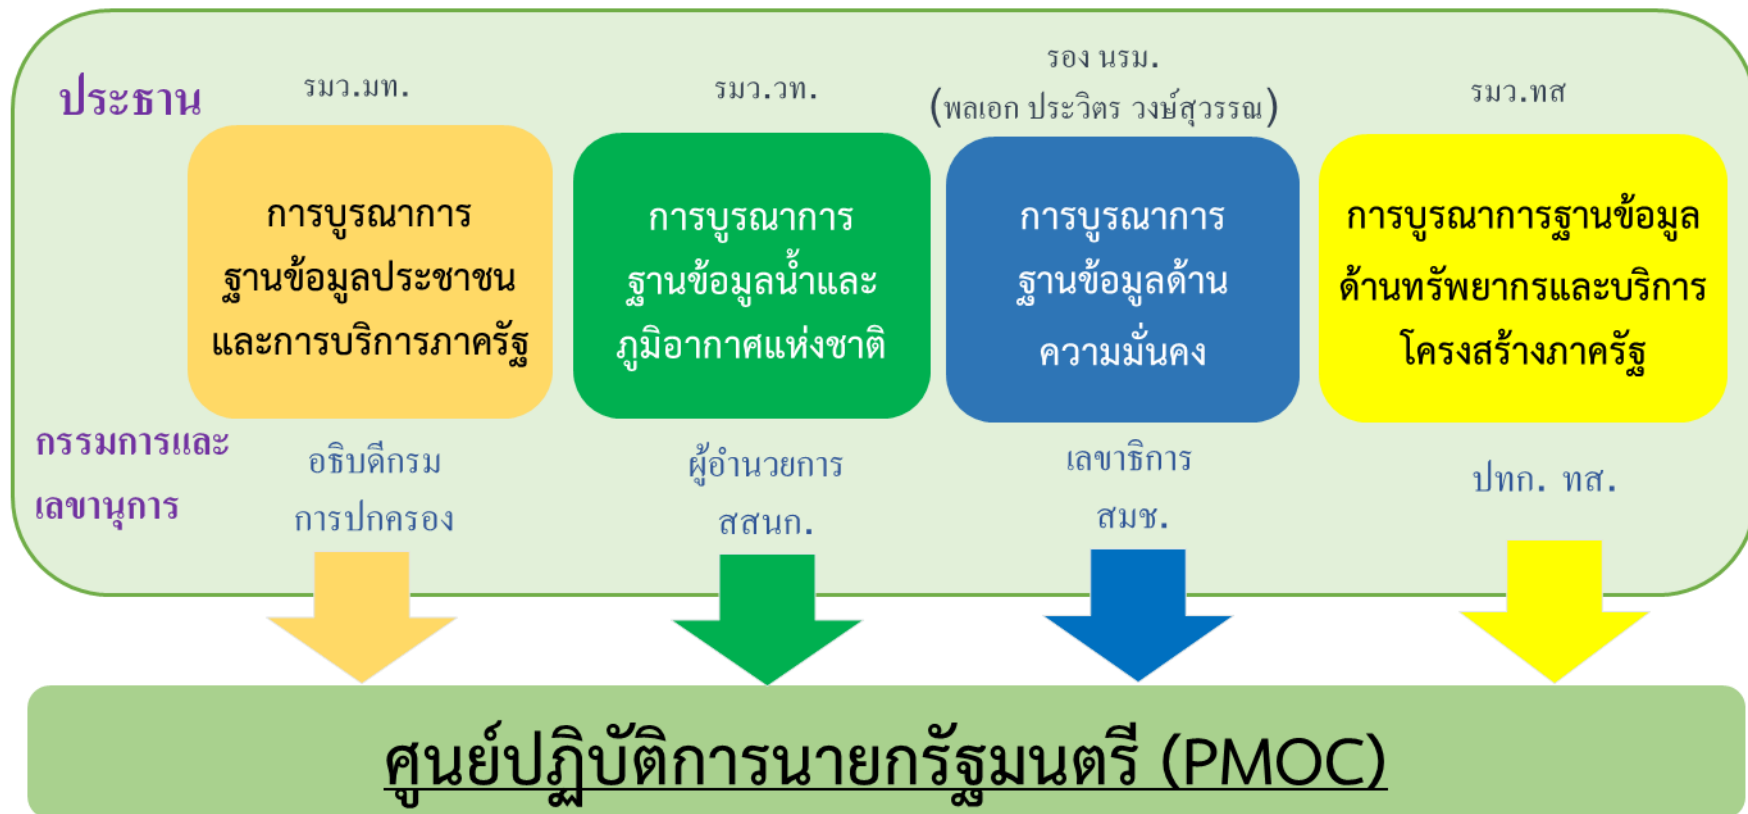 ประธาน
รมว.มท.
รมว.วท.
รอง นรม.
(พลเอก ประวิตร วงษ์สุวรรณ)
รมว.ทส
การบูรณาการ
ฐานข้อมูลประชาชน
และการบริการภาครัฐ
การบูรณาการ
ฐานข้อมูลน้ำและ
ภูมิอากาศแห่งชาติ
การบูรณาการ
ฐานข้อมูลด้าน
ความมั่นคง
การบูรณาการฐานข้อมูล
ด้านทรัพยากรและบริการ
โครงสร้างภาครัฐ
กรรมการและ
เลขานุการ
อธิบดีกรม
การปกครอง
ผู้อำนวยการ
สสนก.
เลขาธิการ
สมช.
ปทก. ทส.
ศูนย์ปฏิบัติการนายกรัฐมนตรี (PMOC)